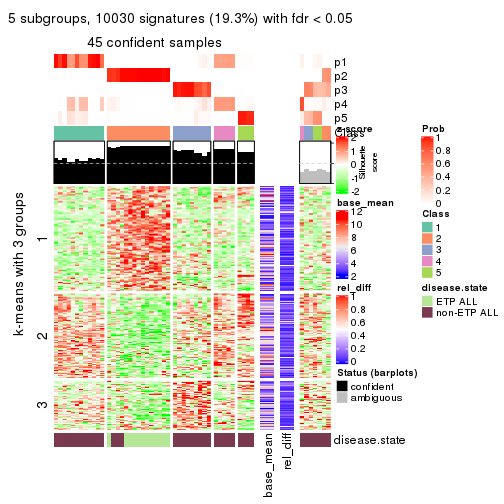 5 subgroups, 10030 signatures (19.3%) with fdr < 0.05
45 confident samples
p1
p2
p3
p4
p5
Class
Silhouette score
k-means with 3 groups
1
2
3
base_mean
rel_diff
disease.state
z-score
2
1
0
-1
-2
base_mean
12
10
8
6
4
2
rel_diff
1
0.8
0.6
0.4
0.2
0
Status (barplots)
confident
ambiguous
Prob
1
0.8
0.6
0.4
0.2
0
Class
1
2
3
4
5
disease.state
ETP ALL
non-ETP ALL